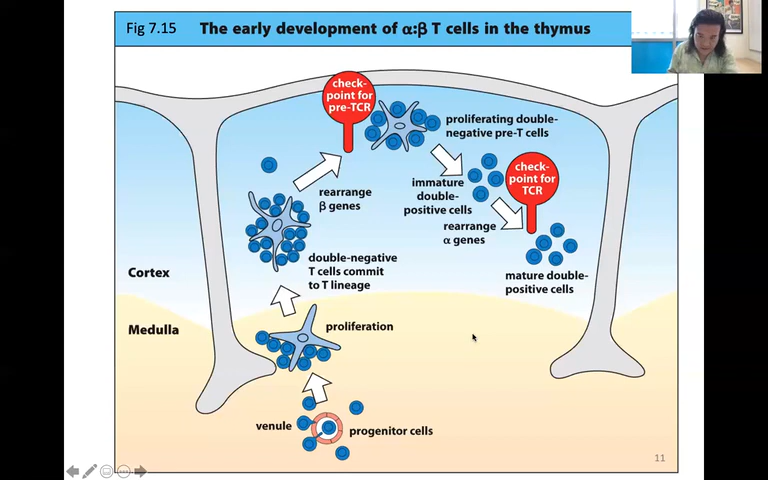 Fig 7.15
The early development of α:β T cells in the thymus
check-
point for
pre-TCR
proliferating double-
negative pre-T cells
check-
point for
TCR
rearrange
β genes
immature
double-
positive cells
rearrange
α genes
double-negative
T cells commit
to T lineage
Cortex
mature double-
positive cells
Medulla
proliferation
venule
progenitor cells
11